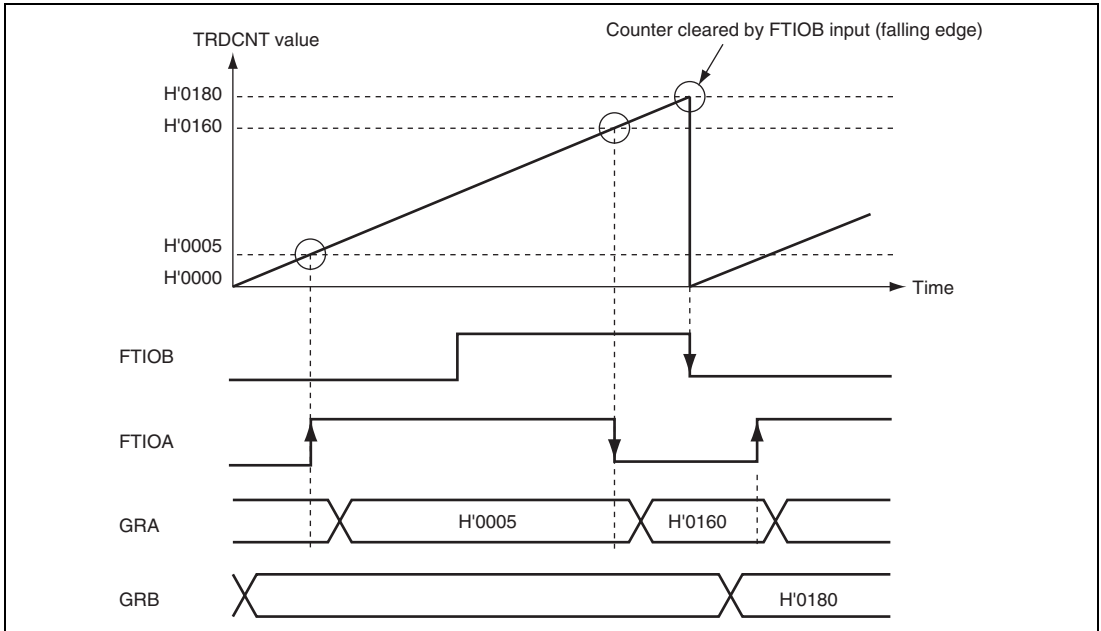 Counter cleared by FTIOB input (falling edge)
TRDCNT value
H'0180
H'0160
H'0005
H'0000
Time
FTIOB
FTIOA
GRA
H'0005
H'0160
GRB
H'0180